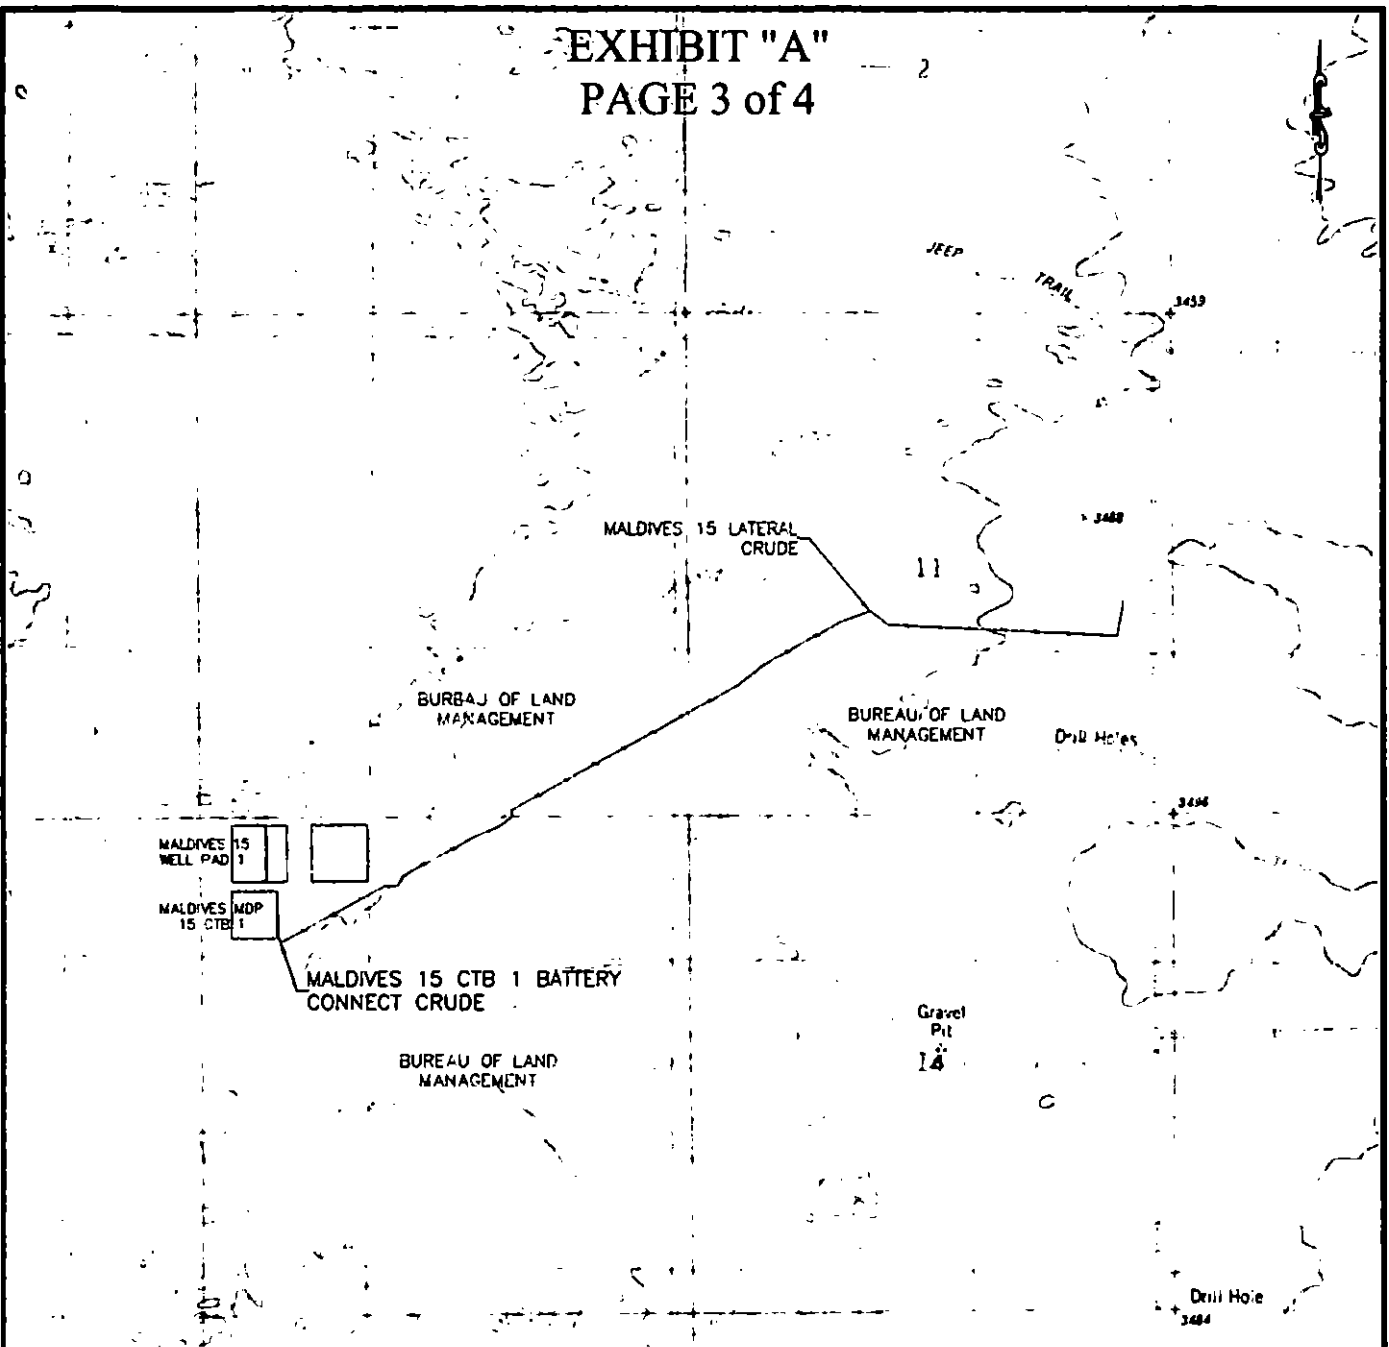 EXHIBIT "A"
PAGE 3 of 4
2
JEEP
TRAIL
3459
3488
MALDIVES 15 LATERAL
CRUDE
11
BUREAU OF LAND
MANAGEMENT
BUREAU OF LAND
MANAGEMENT
Drill Holes
3496
MALDIVES 15
WELL PAD 1
MALDIVES MDP
15 CTB 1
MALDIVES 15 CTB 1 BATTERY
CONNECT CRUDE
Gravel
Pit
14
BUREAU OF LAND
MANAGEMENT
Drill Hole
3484